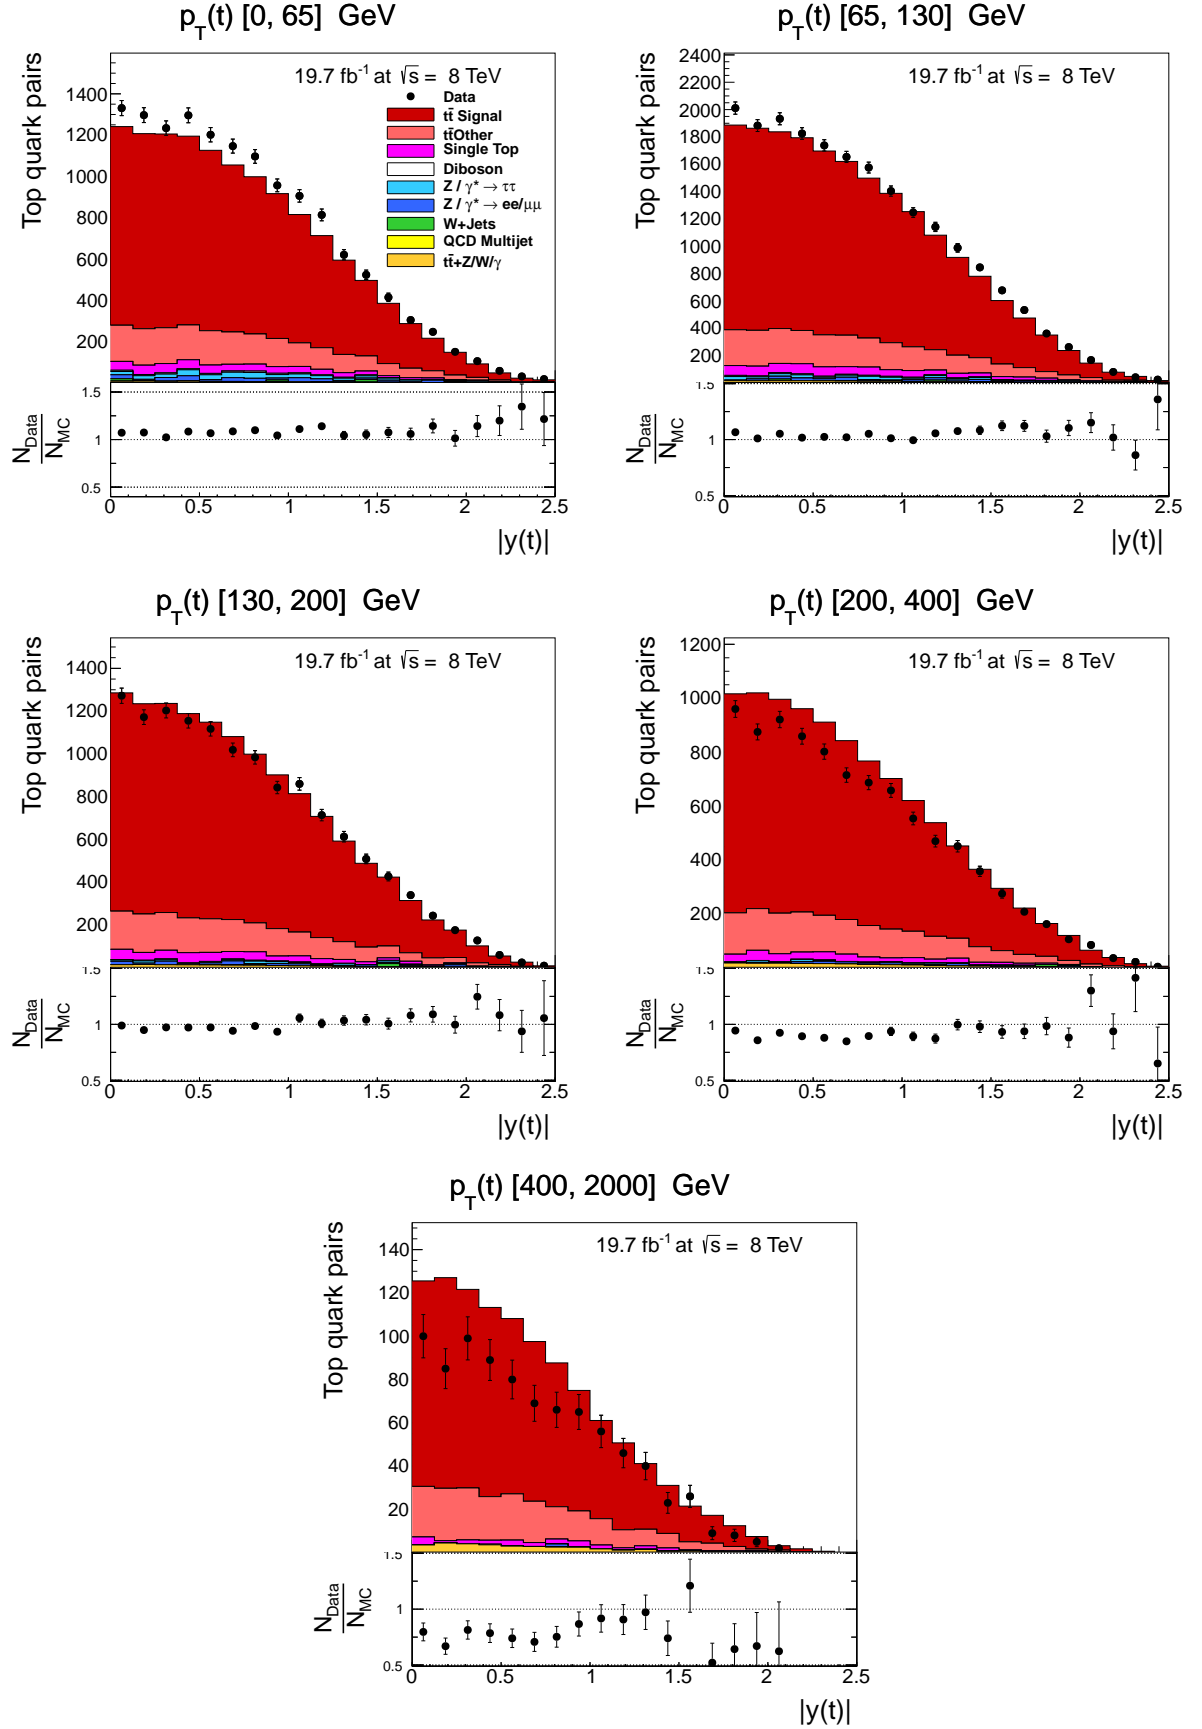 p_T(t) [0, 65] GeV
19.7 fb⁻¹ at √s = 8 TeV
Top quark pairs
1400
1200
1000
800
600
400
200
Data
tt̄ Signal
tt̄Other
Single Top
Diboson
Z / γ* → ττ
Z / γ* → ee/μμ
W+Jets
QCD Multijet
tt̄+Z/W/γ
N_Data
N_MC
1.5
1
0.5
0 0.5 1 1.5 2 2.5
|y(t)|
p_T(t) [65, 130] GeV
19.7 fb⁻¹ at √s = 8 TeV
Top quark pairs
2400
2200
2000
1800
1600
1400
1200
1000
800
600
400
200
N_Data
N_MC
1.5
1
0.5
0 0.5 1 1.5 2 2.5
|y(t)|
p_T(t) [130, 200] GeV
19.7 fb⁻¹ at √s = 8 TeV
Top quark pairs
1400
1200
1000
800
600
400
200
N_Data
N_MC
1.5
1
0.5
0 0.5 1 1.5 2 2.5
|y(t)|
p_T(t) [200, 400] GeV
19.7 fb⁻¹ at √s = 8 TeV
Top quark pairs
1200
1000
800
600
400
200
N_Data
N_MC
1.5
1
0.5
0 0.5 1 1.5 2 2.5
|y(t)|
p_T(t) [400, 2000] GeV
19.7 fb⁻¹ at √s = 8 TeV
Top quark pairs
140
120
100
80
60
40
20
N_Data
N_MC
1.5
1
0.5
0 0.5 1 1.5 2 2.5
|y(t)|